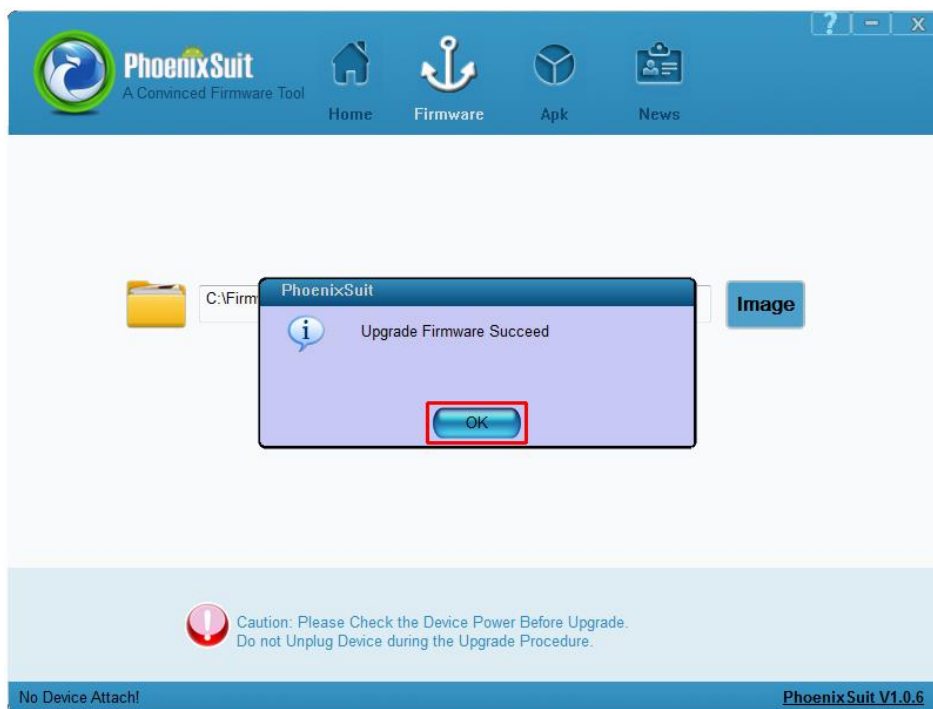 ? - x
PhoenixSuit
A Convinced Firmware Tool
Home Firmware Apk News
PhoenixSuit
C:\Firm
Image
i
Upgrade Firmware Succeed
OK
Caution: Please Check the Device Power Before Upgrade.
Do not Unplug Device during the Upgrade Procedure.
No Device Attach!
PhoenixSuit V1.0.6